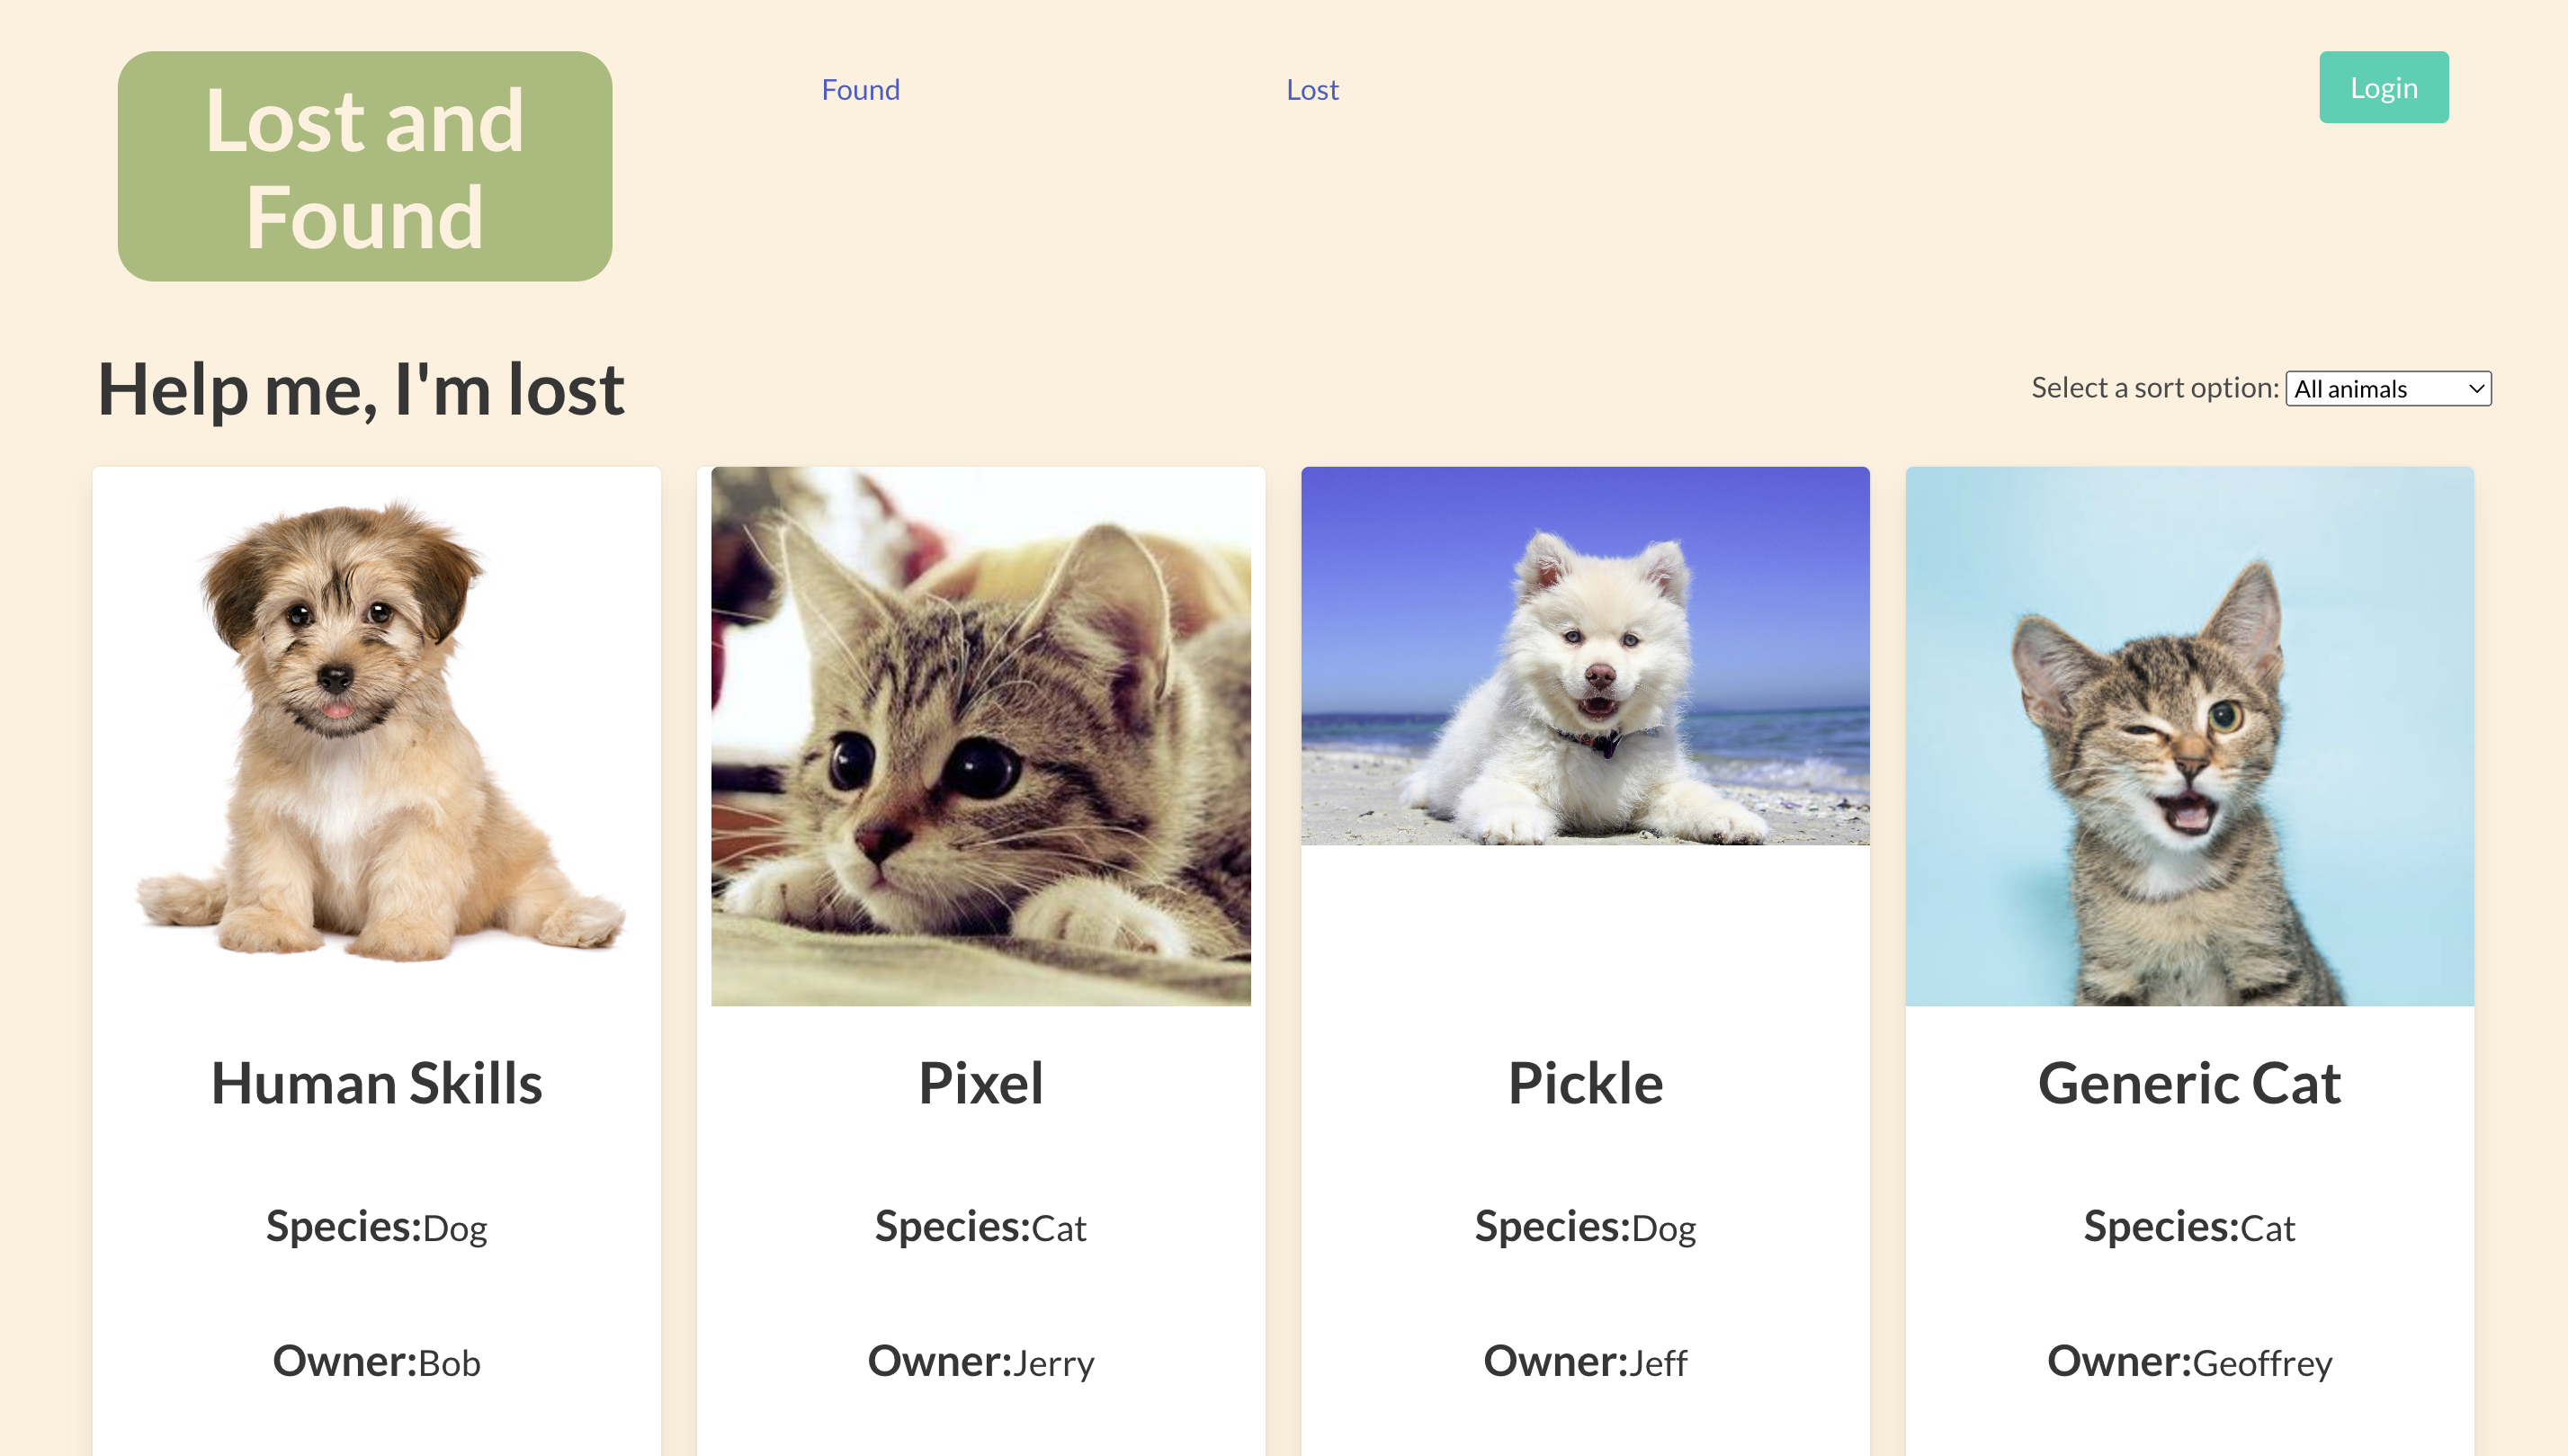 Lost and
Found
Found
Lost
Login
Help me, I'm lost
Select a sort option: All animals
Human Skills
Species:Dog
Owner:Bob
Pixel
Species:Cat
Owner:Jerry
Pickle
Species:Dog
Owner:Jeff
Generic Cat
Species:Cat
Owner:Geoffrey